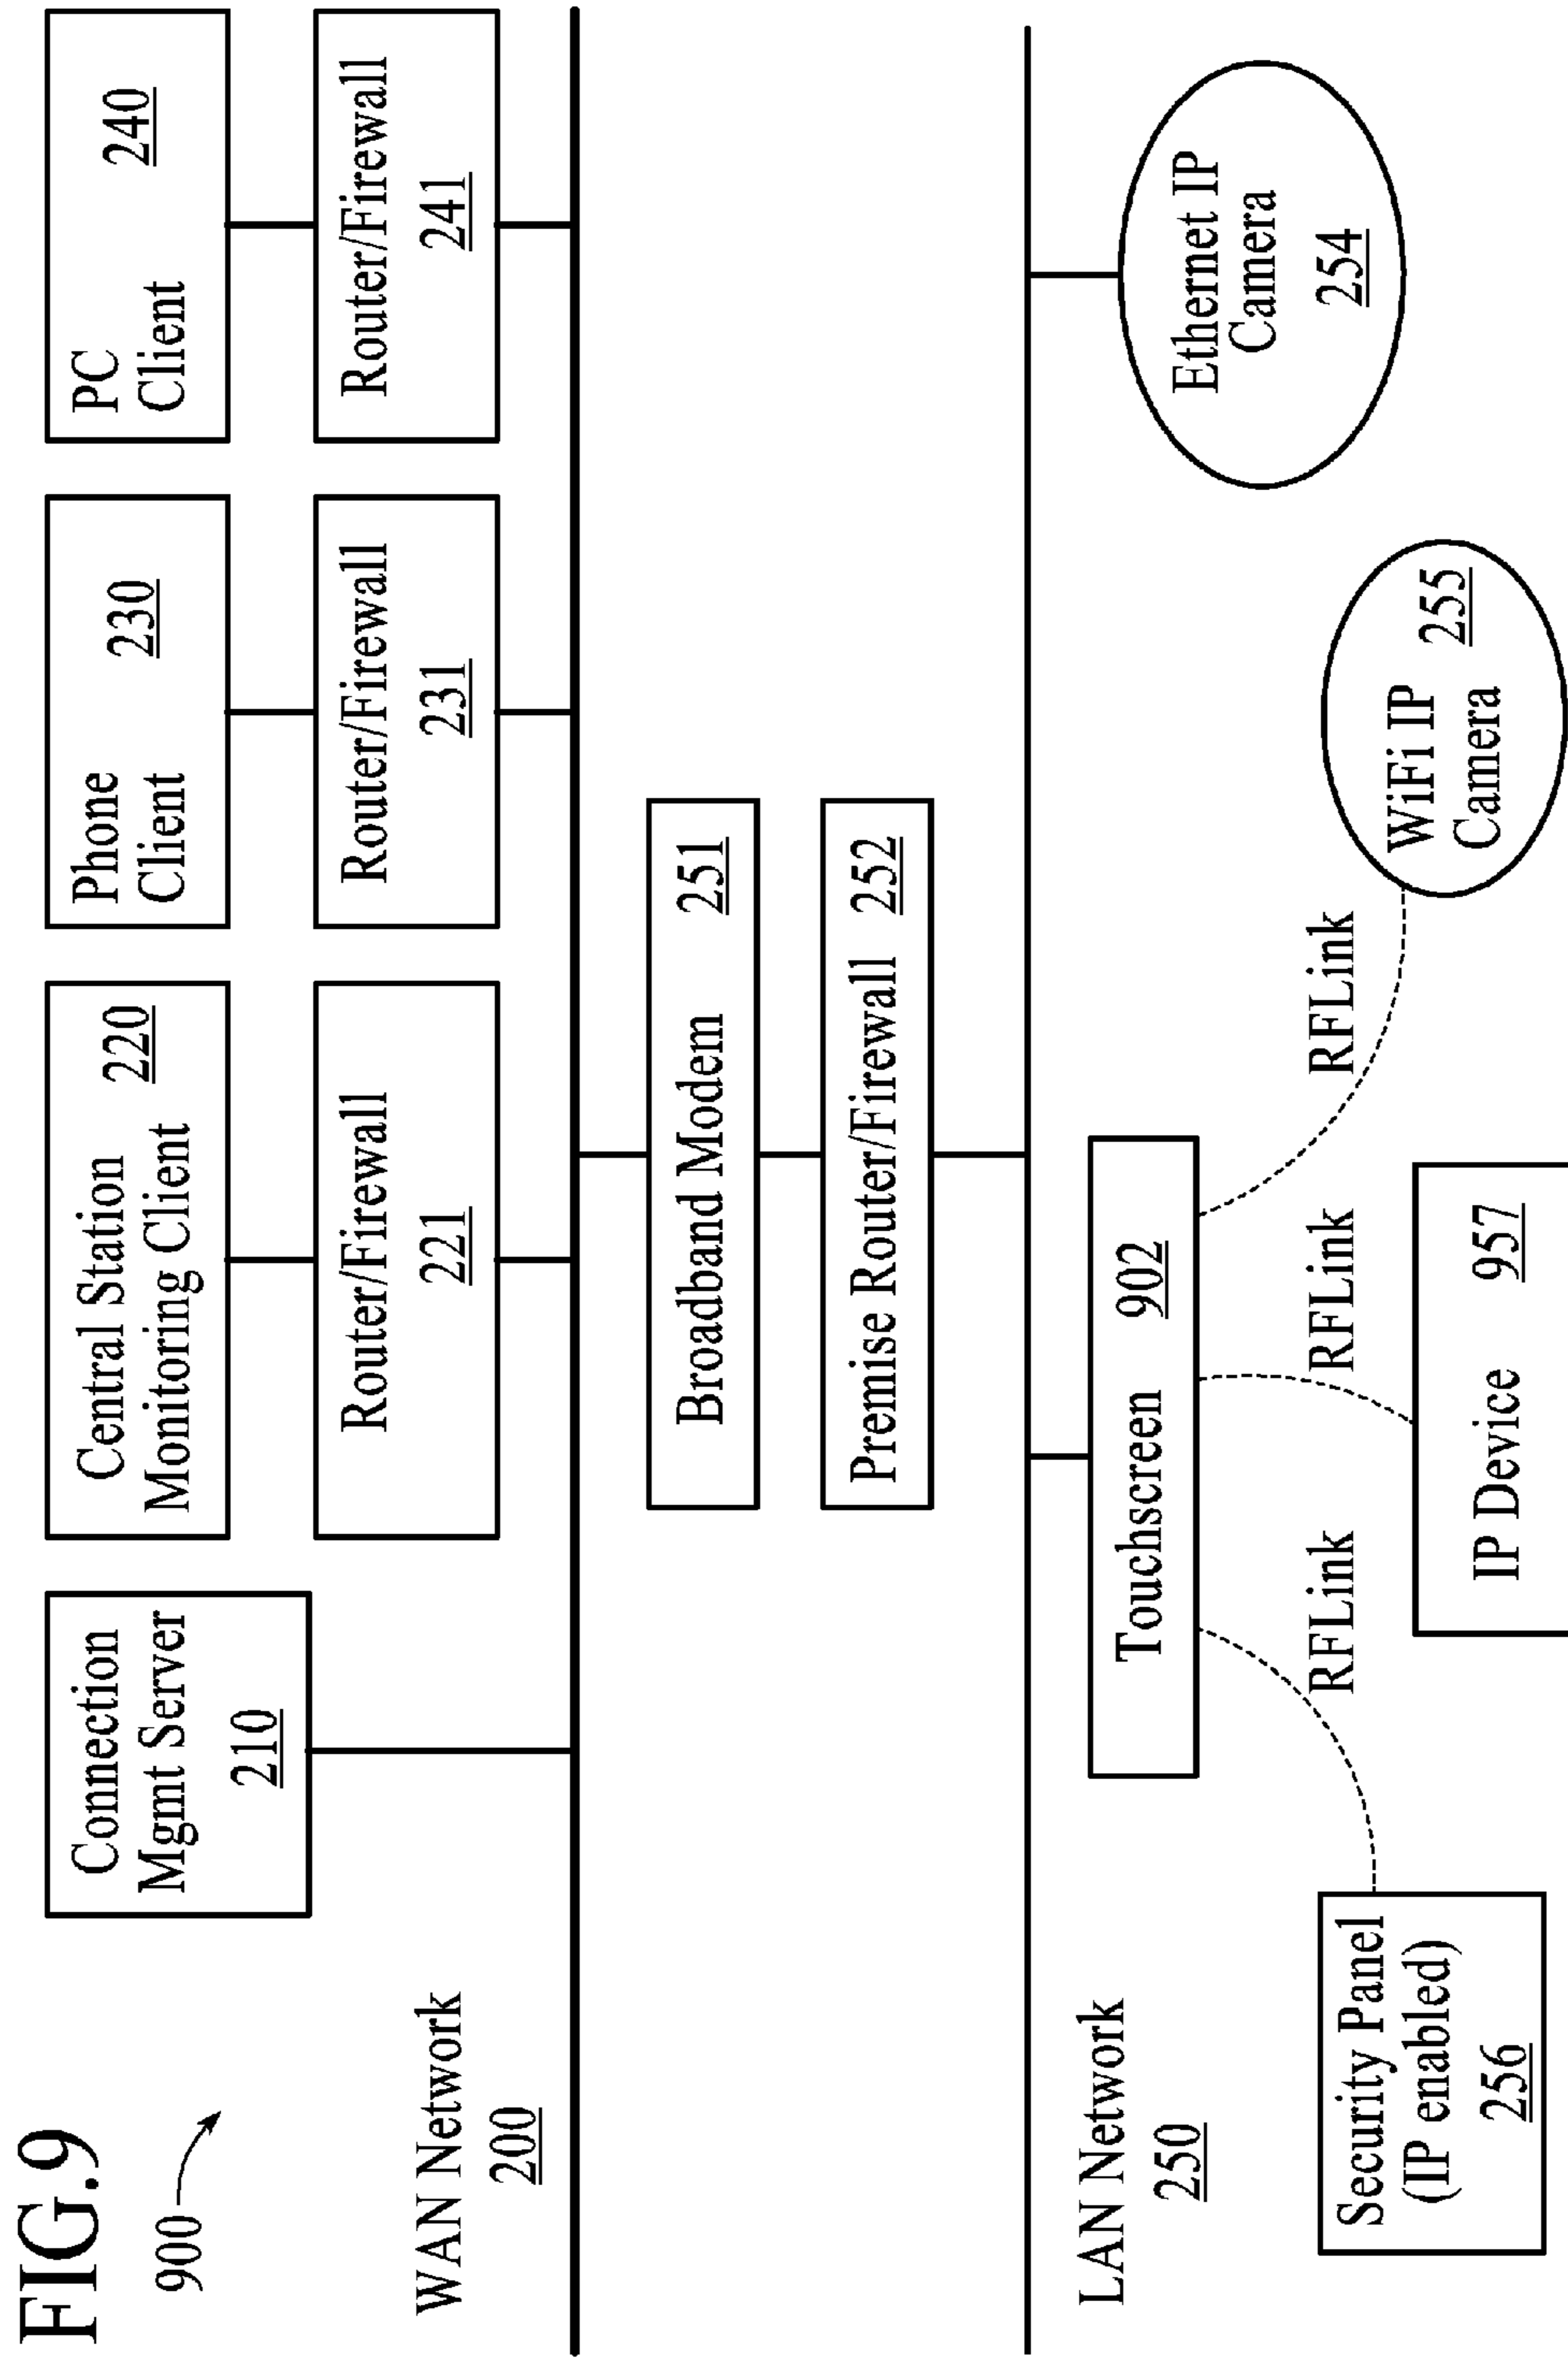 FIG.9
900
Connection
Mgmt Server
210
Central Station
Monitoring Client
220
Phone
Client
230
PC
Client
240
Router/Firewall
221
Router/Firewall
231
Router/Firewall
241
WAN Network
200
Broadband Modem
251
Premise Router/Firewall
252
LAN Network
250
Touchscreen
902
Ethernet IP
Camera
254
RFLink
RFLink
RFLink
Security Panel
(IP enabled)
256
IP Device
957
WiFi IP
Camera
255